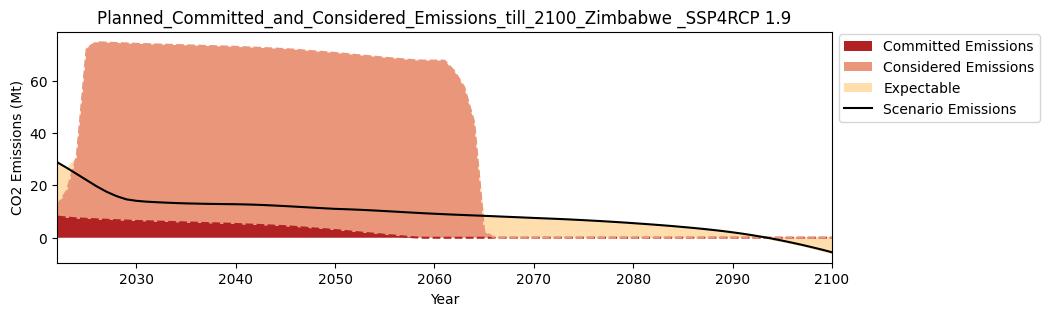 Planned_Committed_and_Considered_Emissions_till_2100_Zimbabwe _SSP4RCP 1.9
Committed Emissions
Considered Emissions
Expectable
Scenario Emissions
CO2 Emissions (Mt)
60
40
20
0
2030 2040 2050 2060 2070 2080 2090 2100
Year